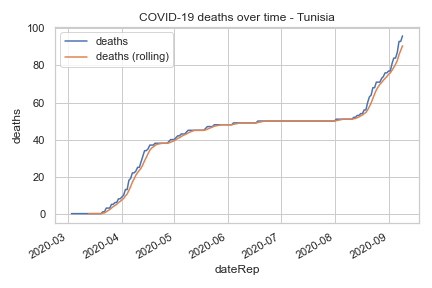 COVID-19 deaths over time - Tunisia
deaths
deaths (rolling)
100
80
60
40
20
0
deaths
2020-03
2020-04
2020-05
2020-06
2020-07
2020-08
2020-09
dateRep